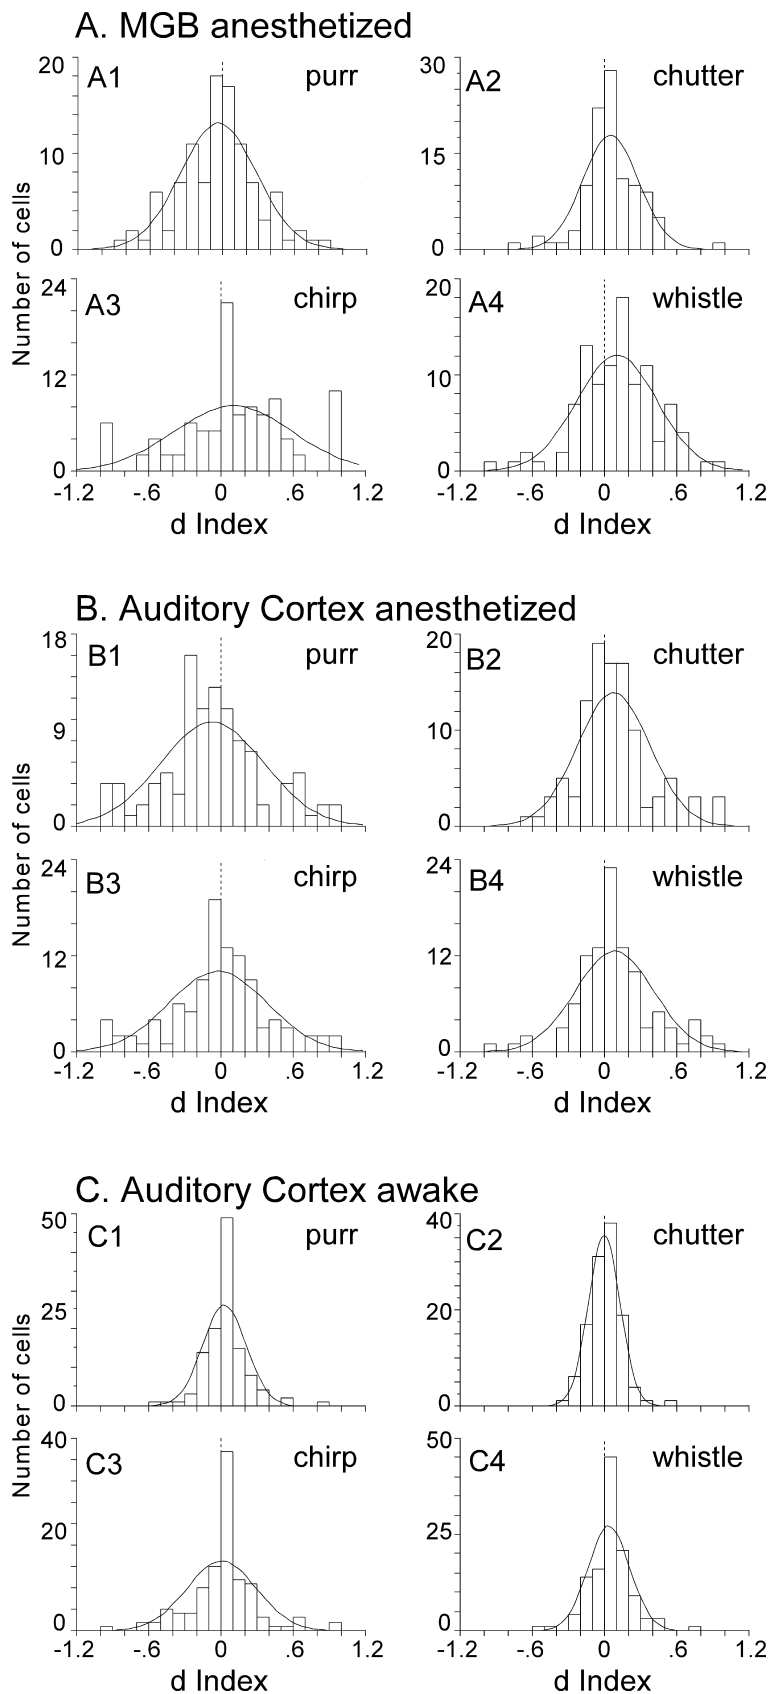 A. MGB anesthetized
20 A1 purr 30 A2 chutter
10 15
0 0
Number of cells
24 A3 chirp 20 A4 whistle
12 10
0 0
-1.2 -.6 0 .6 1.2 -1.2 -.6 0 .6 1.2
d Index d Index
B. Auditory Cortex anesthetized
18 B1 purr 20 B2 chutter
9 10
0 0
Number of cells
24 B3 chirp 24 B4 whistle
12 12
0 0
-1.2 -.6 0 .6 1.2 -1.2 -.6 0 .6 1.2
d Index d Index
C. Auditory Cortex awake
50 C1 purr 40 C2 chutter
25 20
0 0
Number of cells
40 C3 chirp 50 C4 whistle
20 25
0 0
-1.2 -.6 0 .6 1.2 -1.2 -.6 0 .6 1.2
d Index d Index